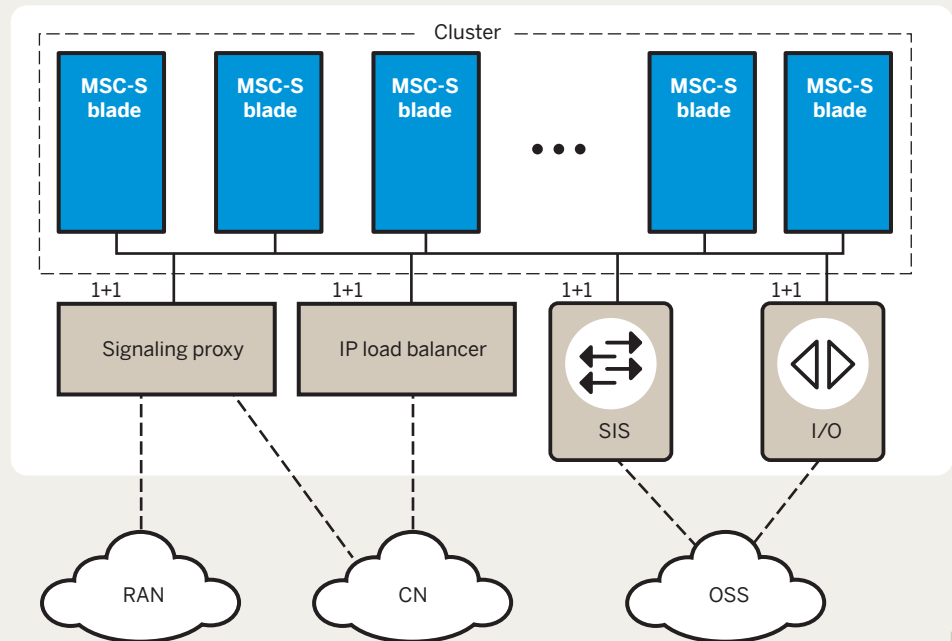 Cluster
MSC-S
blade
MSC-S
blade
MSC-S
blade
MSC-S
blade
MSC-S
blade
1+1
1+1
1+1
1+1
Signaling proxy
IP load balancer
SIS
I/O
RAN
CN
OSS